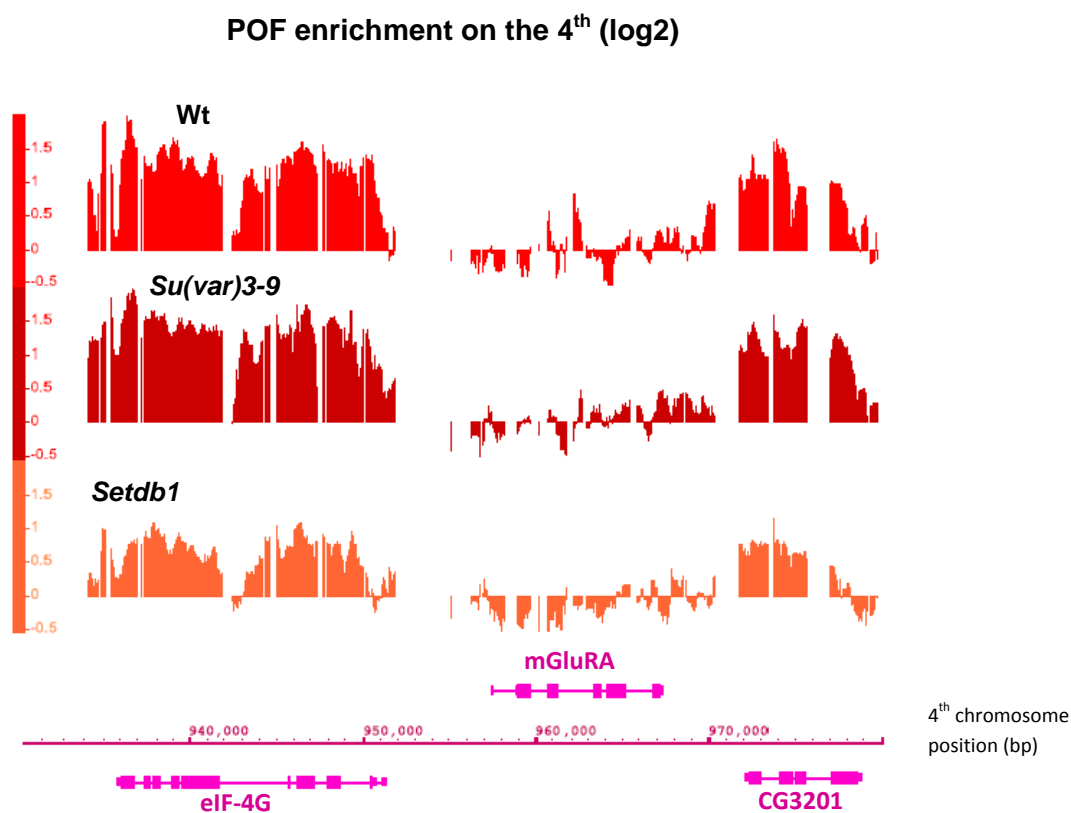 POF enrichment on the 4th (log2)
Wt
1.5
1
0.5
0
-0.5
Su(var)3-9
1.5
1
0.5
0
-0.5
Setdb1
1.5
1
0.5
0
-0.5
mGluRA
940,000 950,000 960,000 970,000
4th chromosome
position (bp)
eIF-4G
CG3201